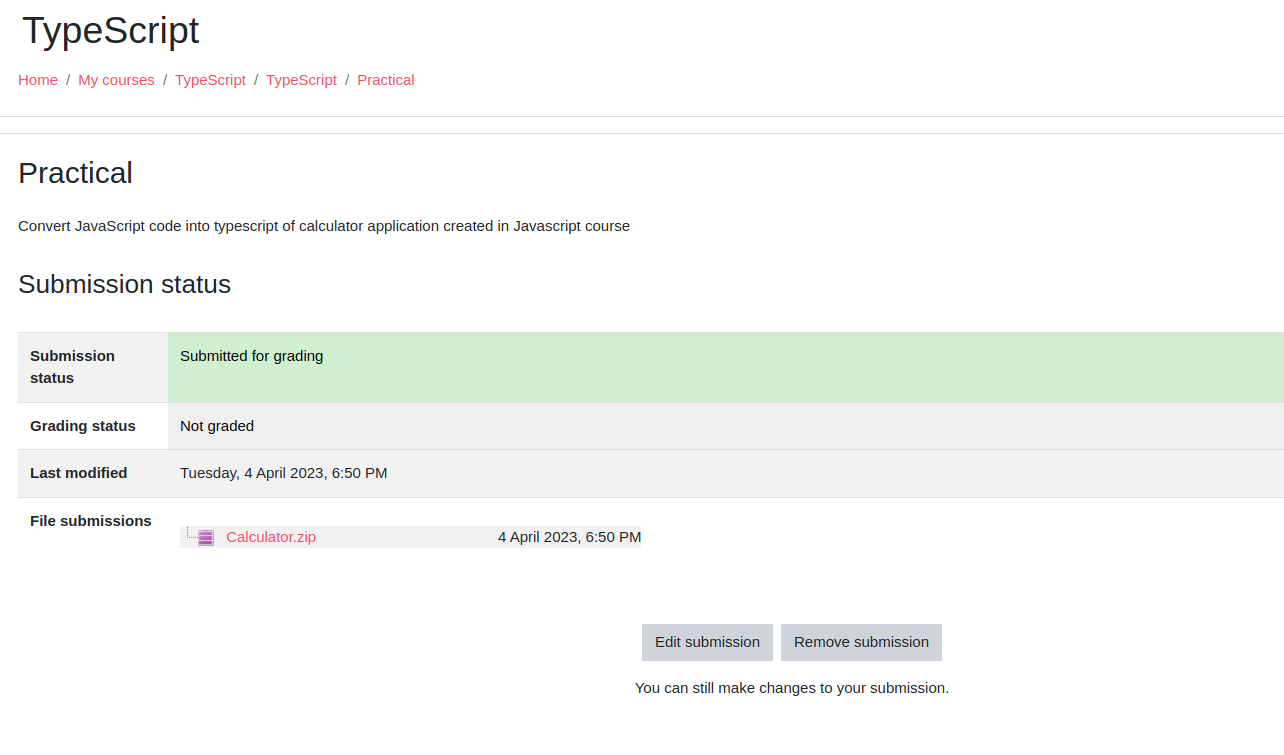 TypeScript
Home / My courses / TypeScript / TypeScript / Practical
Practical
Convert JavaScript code into typescript of calculator application created in Javascript course
Submission status
Submission status
Submitted for grading
Grading status
Not graded
Last modified
Tuesday, 4 April 2023, 6:50 PM
File submissions
Calculator.zip
4 April 2023, 6:50 PM
Edit submission
Remove submission
You can still make changes to your submission.